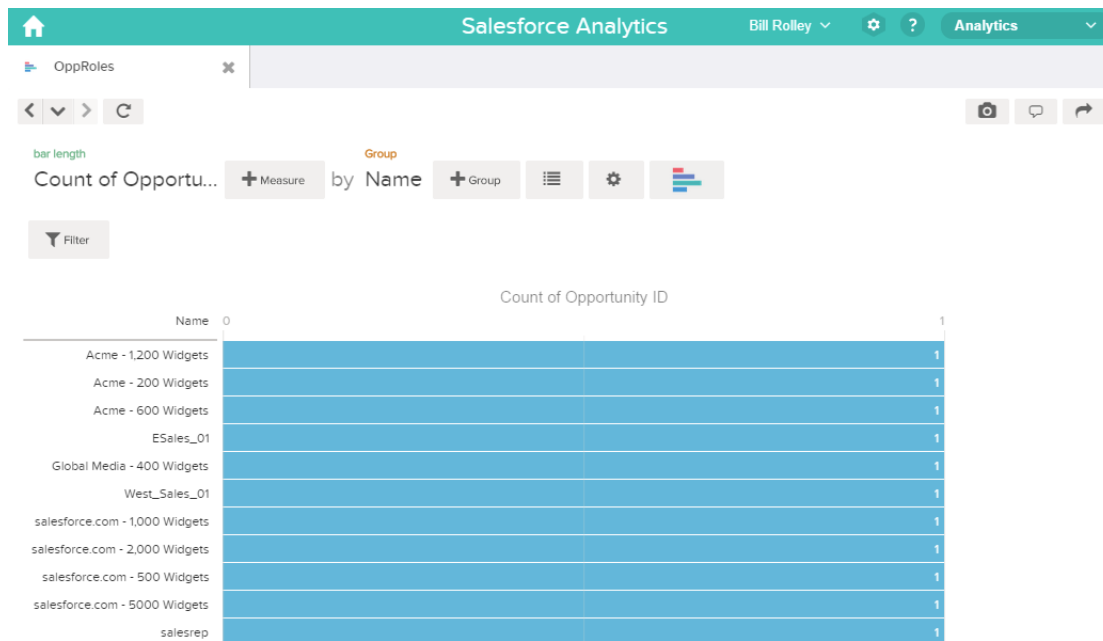 Salesforce Analytics Bill Rolley ? Analytics
OppRoles
bar length Group
Count of Opportu... + Measure by Name + Group
Filter
Count of Opportunity ID
Name 0 1
Acme - 1,200 Widgets 1
Acme - 200 Widgets 1
Acme - 600 Widgets 1
ESales_01 1
Global Media - 400 Widgets 1
West_Sales_01 1
salesforce.com - 1,000 Widgets 1
salesforce.com - 2,000 Widgets 1
salesforce.com - 500 Widgets 1
salesforce.com - 5000 Widgets 1
salesrep 1